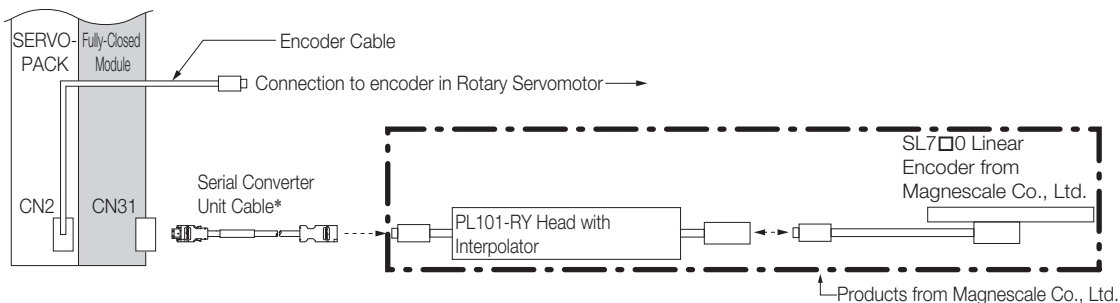 SERVO-
PACK
Fully-Closed
Module
Encoder Cable
Connection to encoder in Rotary Servomotor
CN2
CN31
Serial Converter
Unit Cable*
PL101-RY Head with
Interpolator
SL7□0 Linear
Encoder from
Magnescale Co., Ltd.
Products from Magnescale Co., Ltd.